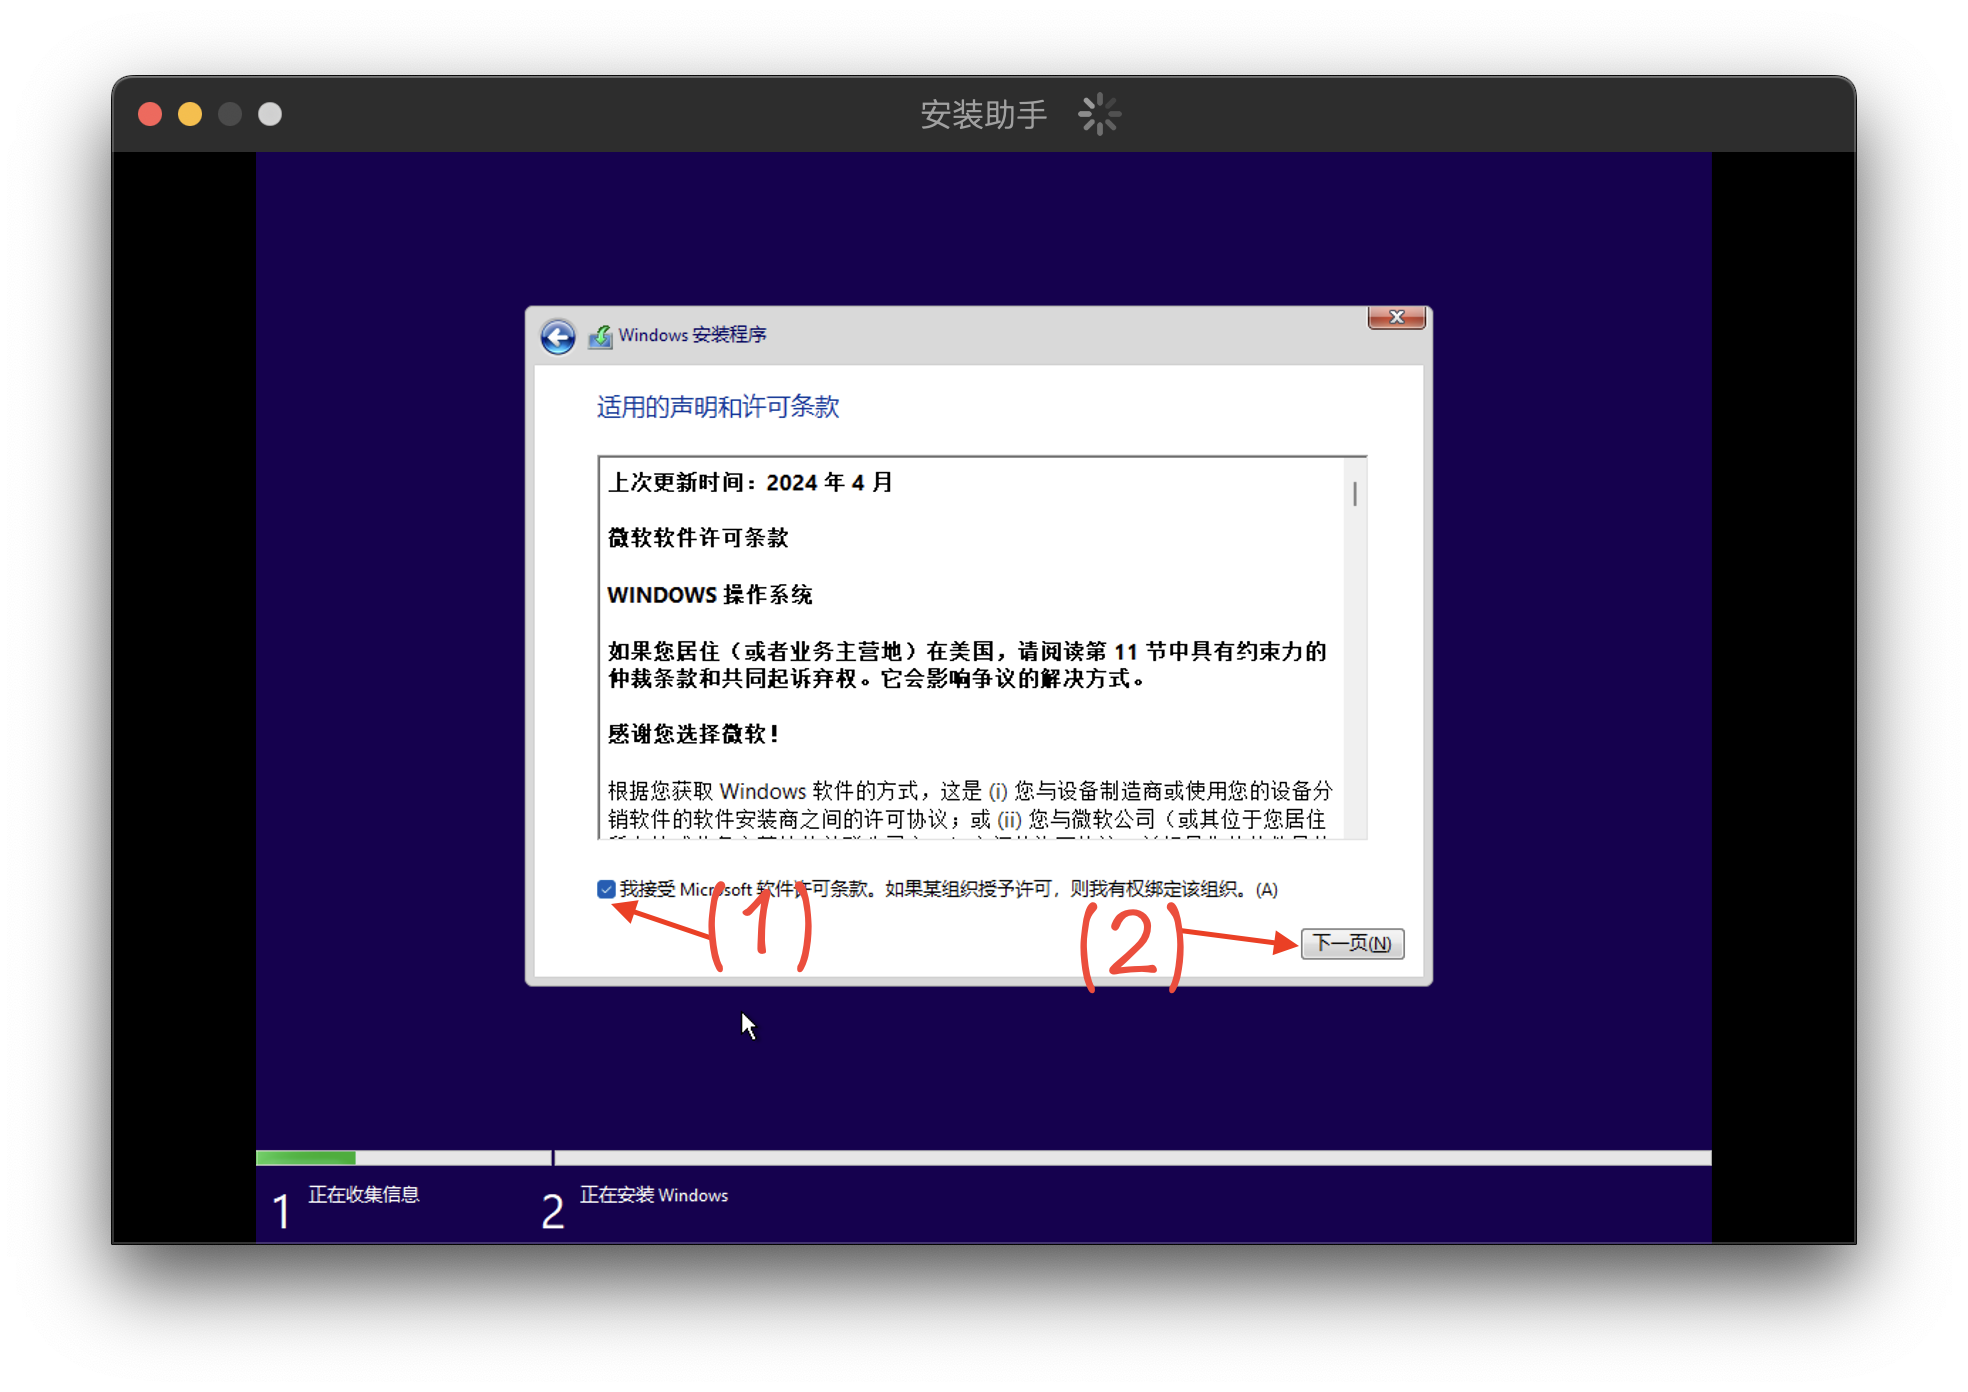 安装助手
Windows 安装程序
适用的声明和许可条款
上次更新时间：2024 年 4 月
微软软件许可条款
WINDOWS 操作系统
如果您居住（或者业务主营地）在美国，请阅读第 11 节中具有约束力的
仲裁条款和共同起诉弃权。它会影响争议的解决方式。
感谢您选择微软！
根据您获取 Windows 软件的方式，这是 (i) 您与设备制造商或使用您的设备分
销软件的软件安装商之间的许可协议；或 (ii) 您与微软公司（或其位于您居住
我接受 Microsoft 软件许可条款。如果某组织授予许可，则我有权绑定该组织。(A)
(1)
(2)
下一页(N)
1 正在收集信息
2 正在安装 Windows